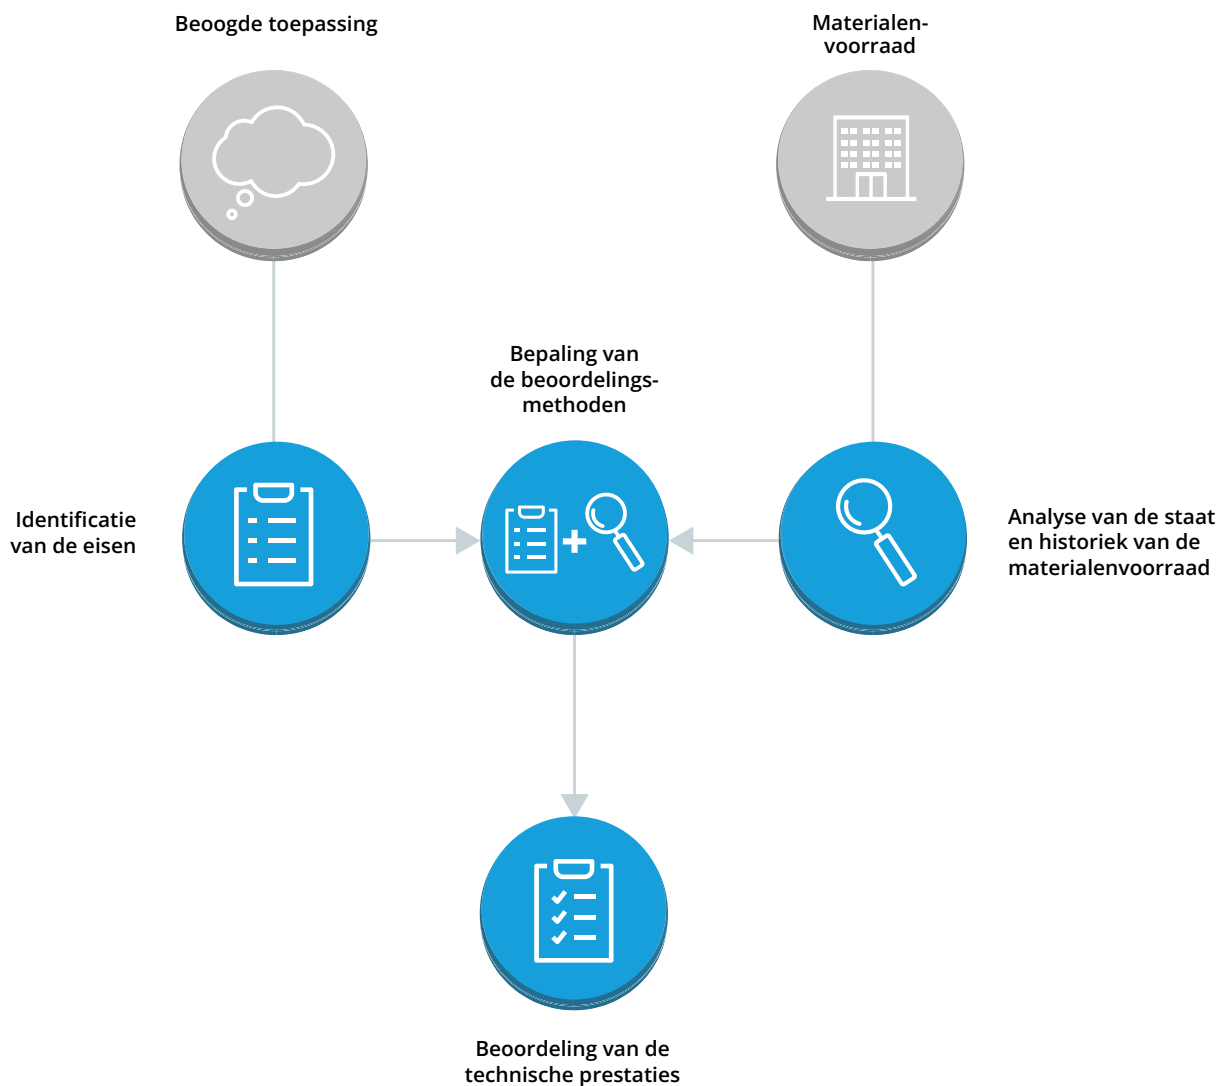 Beoogde toepassing
Materialen-
voorraad
Bepaling van
de beoordelings-
methoden
Identificatie
van de eisen
Analyse van de staat
en historiek van de
materialenvoorraad
Beoordeling van de
technische prestaties